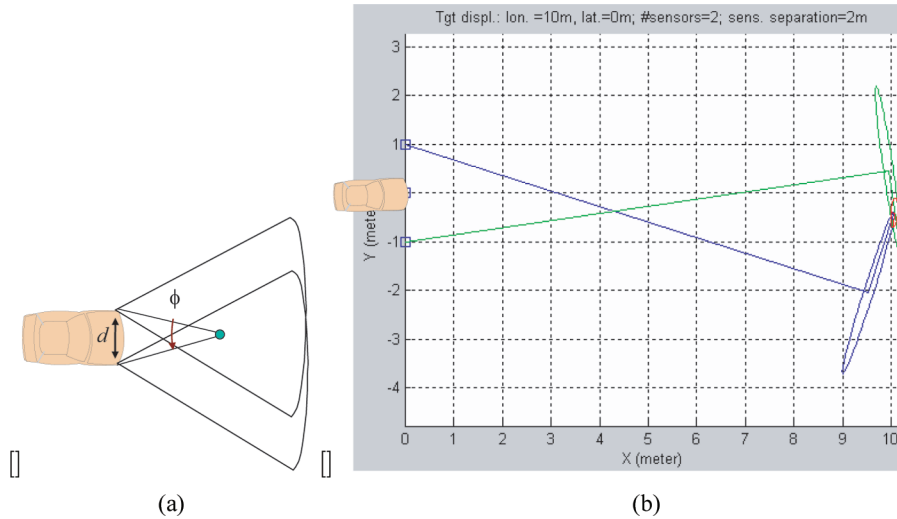 Tgt displ.: lon. =10m, lat.=0m; #sensors=2; sens. separation=2m
3
2
1
0
-1
-2
-3
-4
Y (mete
0 1 2 3 4 5 6 7 8 9 10
X (meter)
ϕ
d
[]
[]
(a)
(b)